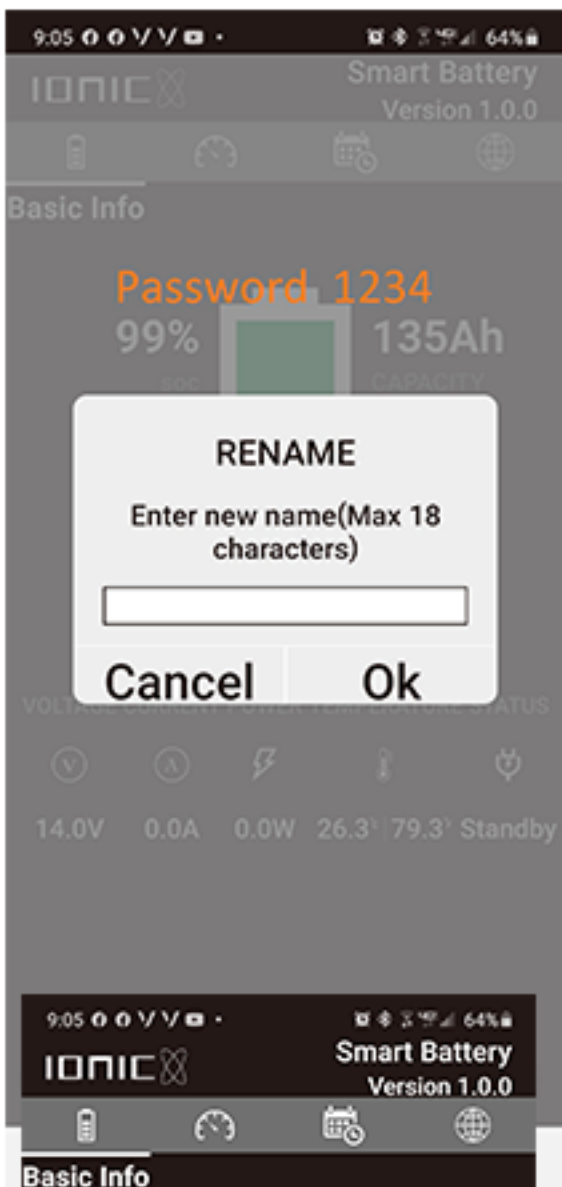 9:05
64%
IONIC
Smart Battery
Version 1.0.0
Basic Info
Password 1234
99%
135Ah
SOC
CAPACITY
RENAME
Enter new name(Max 18
characters)
Cancel
Ok
VOLTAGE CURRENT POWER TEMPERATURE STATUS
V
A
14.0V 0.0A 0.0W 26.3° 79.3° Standby
9:05
64%
IONIC
Smart Battery
Version 1.0.0
Basic Info